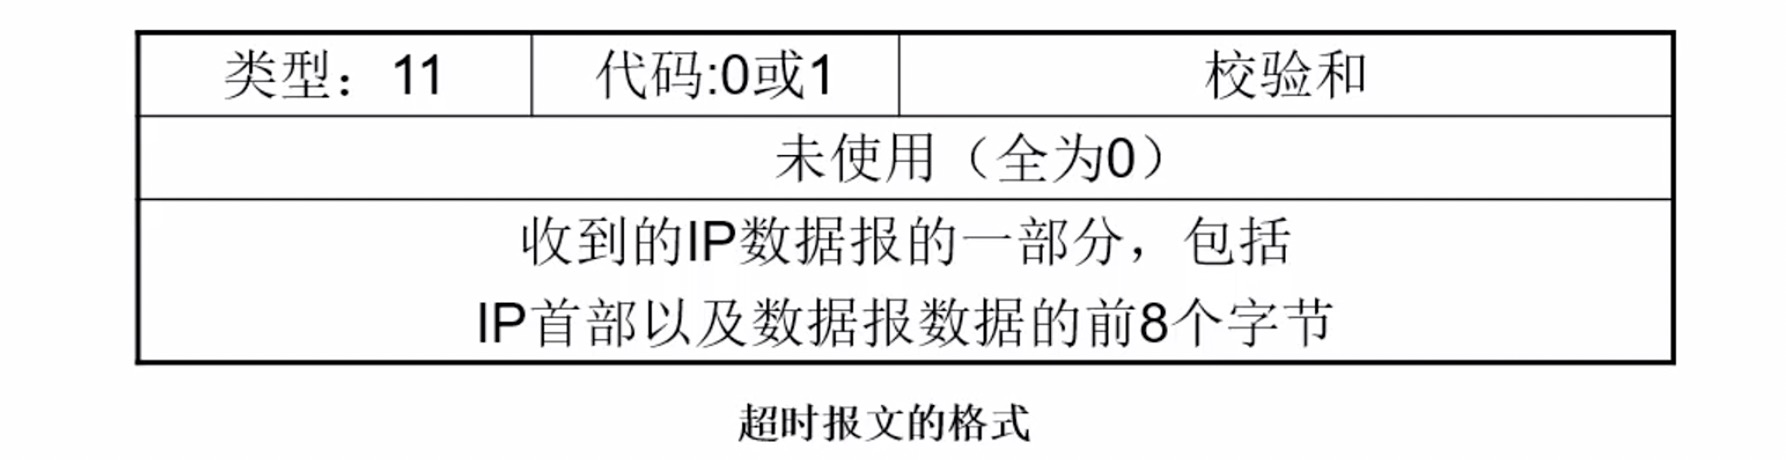 类型：11 代码:0或1 校验和
未使用（全为0）
收到的IP数据报的一部分，包括
IP首部以及数据报数据的前8个字节
超时报文的格式